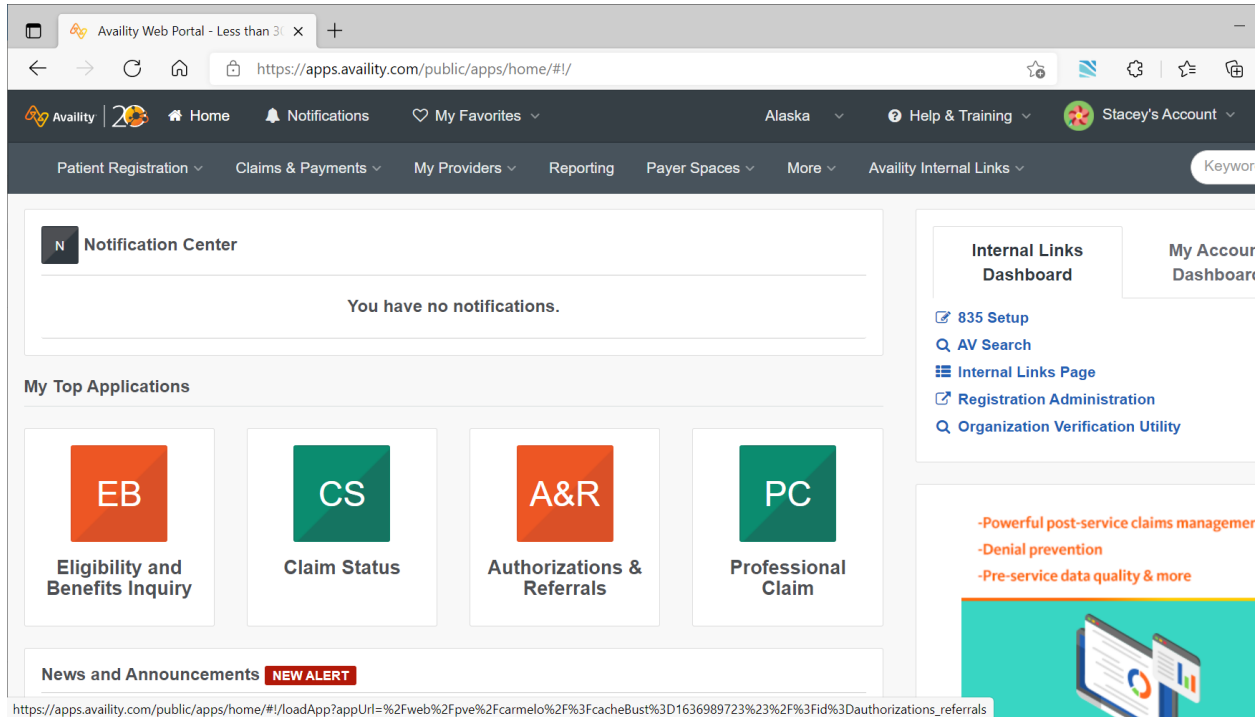 Availity Web Portal - Less than 30
https://apps.availity.com/public/apps/home/#!/
Availity 20 Home Notifications My Favorites Alaska Help & Training Stacey's Account
Patient Registration Claims & Payments My Providers Reporting Payer Spaces More Availity Internal Links Keywor
N Notification Center
You have no notifications.
My Top Applications
EB
Eligibility and
Benefits Inquiry
CS
Claim Status
A&R
Authorizations &
Referrals
PC
Professional
Claim
News and Announcements NEW ALERT
Internal Links
Dashboard
My Accoun
Dashboard
835 Setup
AV Search
Internal Links Page
Registration Administration
Organization Verification Utility
-Powerful post-service claims managemen
-Denial prevention
-Pre-service data quality & more
https://apps.availity.com/public/apps/home/#!/loadApp?appUrl=%2Fweb%2Fpve%2Fcarmelo%2F%3FcacheBust%3D1636989723%23%2F%3Fid%3Dauthorizations_referrals